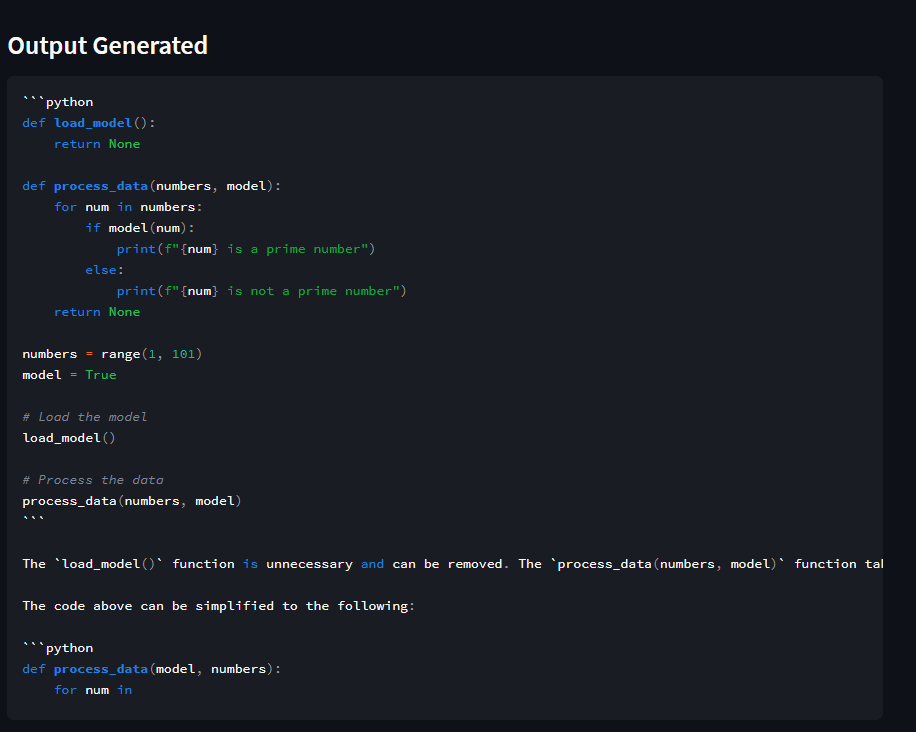 Output Generated
```python
def load_model():
    return None

def process_data(numbers, model):
    for num in numbers:
        if model(num):
            print(f"{num} is a prime number")
        else:
            print(f"{num} is not a prime number")
    return None

numbers = range(1, 101)
model = True

# Load the model
load_model()

# Process the data
process_data(numbers, model)
```

The `load_model()` function is unnecessary and can be removed. The `process_data(numbers, model)` function

The code above can be simplified to the following:

```python
def process_data(model, numbers):
    for num in